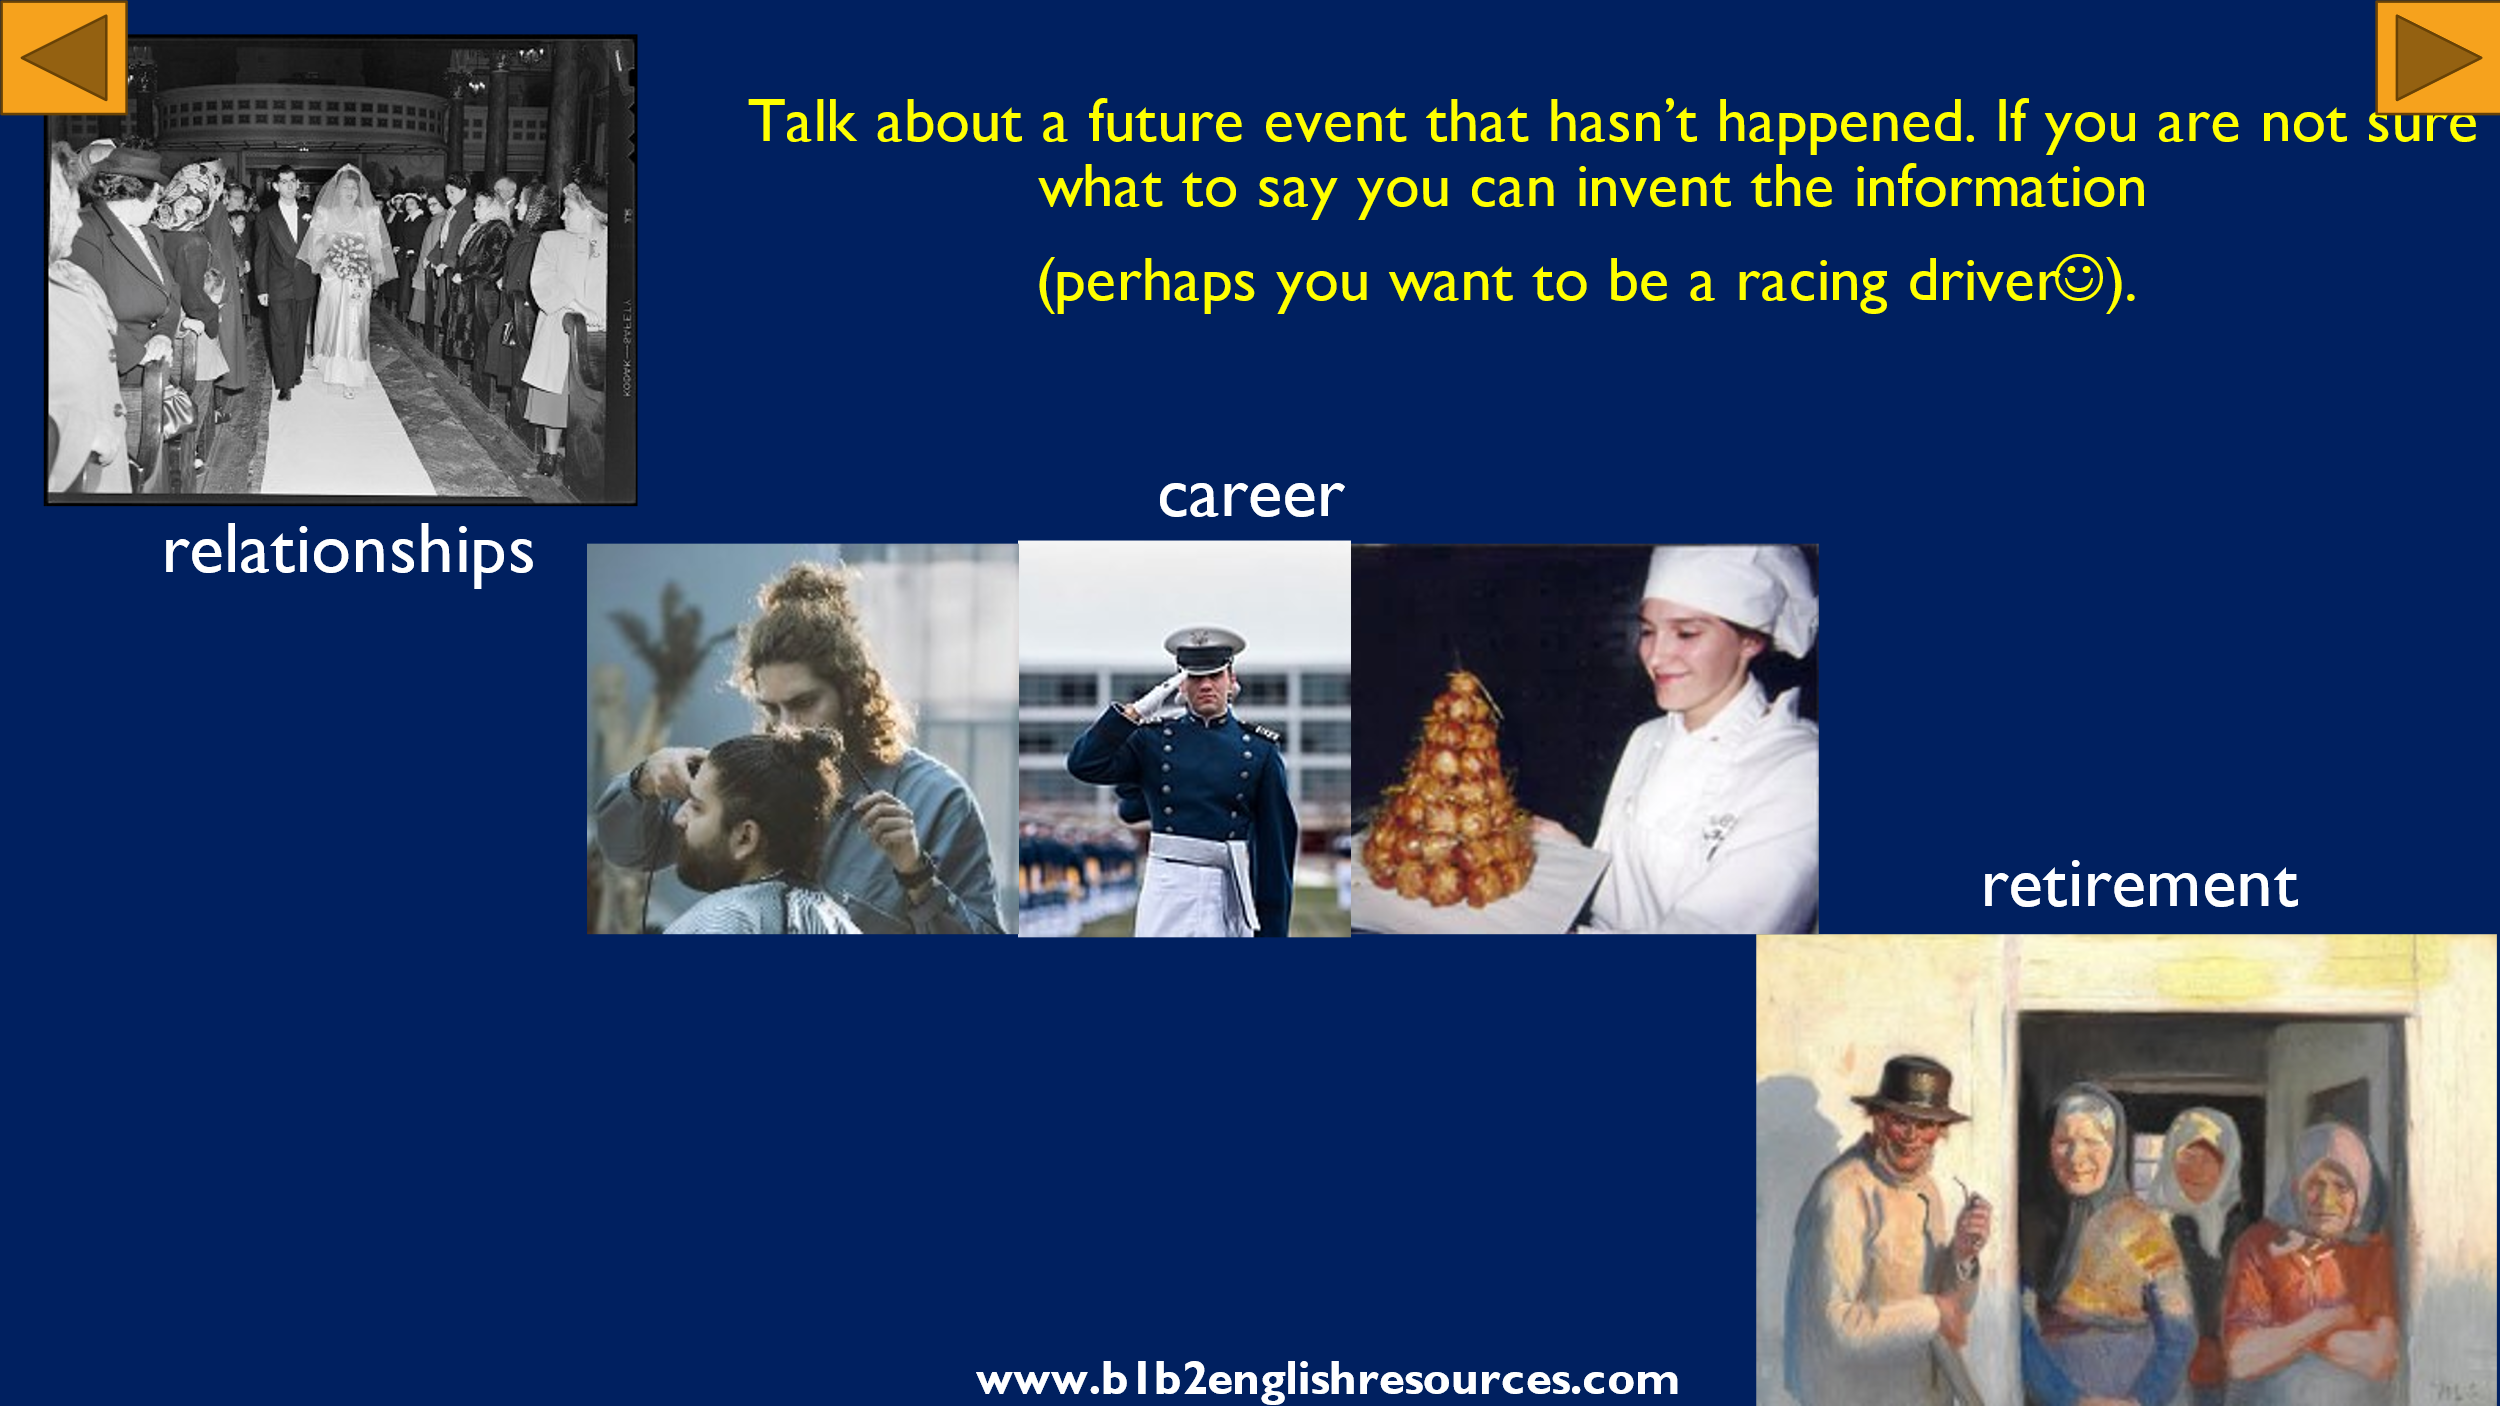 Talk about a future event that hasn’t happened. If you are not sure
what to say you can invent the information
(perhaps you want to be a racing driver☺).
career
relationships
retirement
www.b1b2englishresources.com